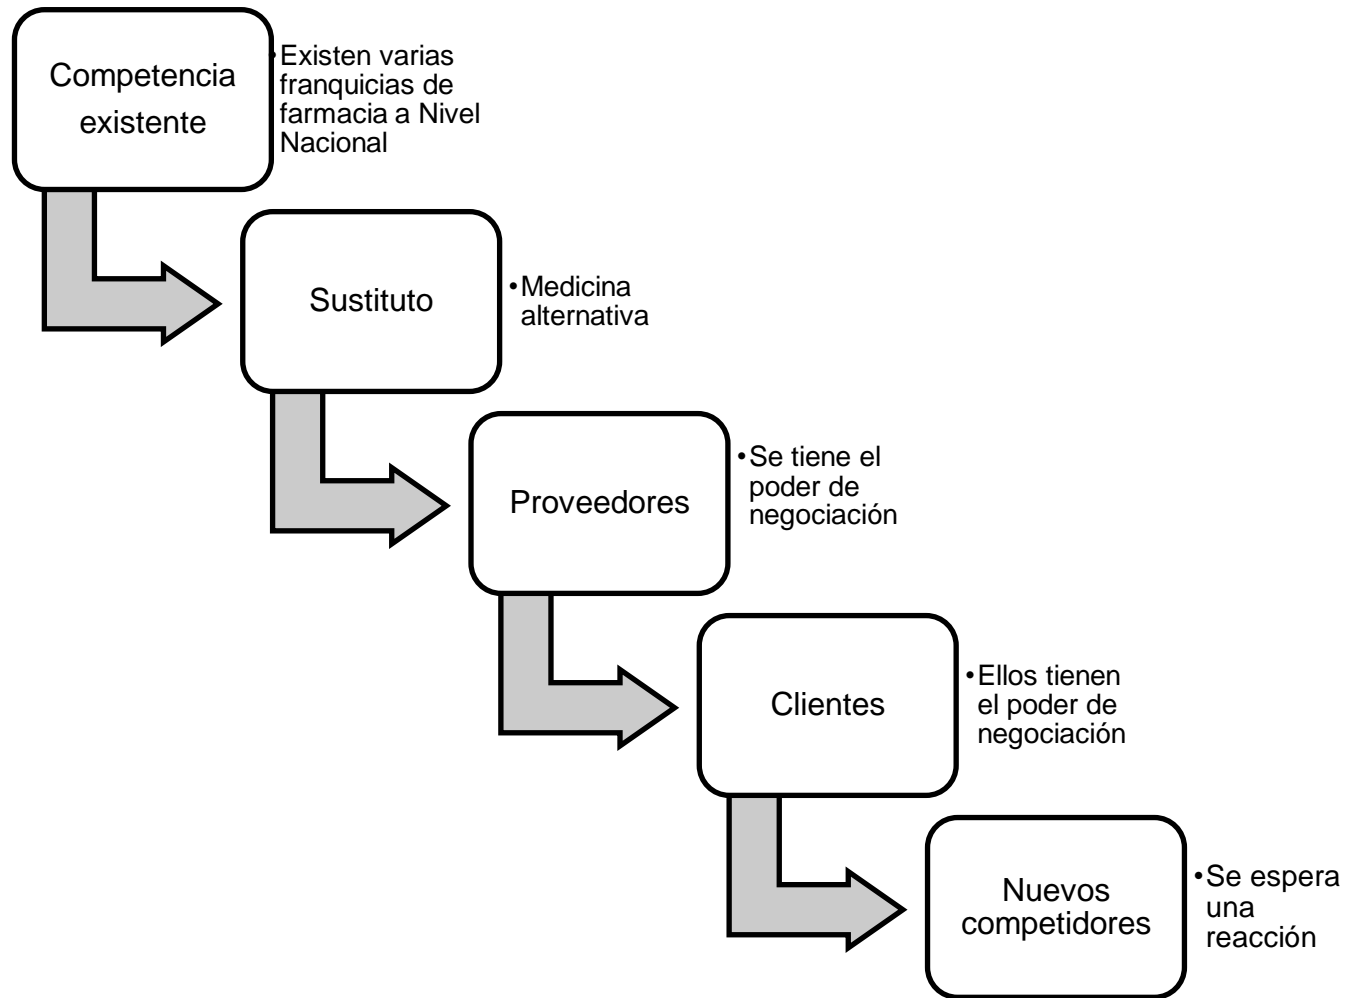 Competencia
existente
•Existen varias
franquicias de
farmacia a Nivel
Nacional
Sustituto
•Medicina
alternativa
Proveedores
•Se tiene el
poder de
negociación
Clientes
•Ellos tienen
el poder de
negociación
Nuevos
competidores
•Se espera
una
reacción